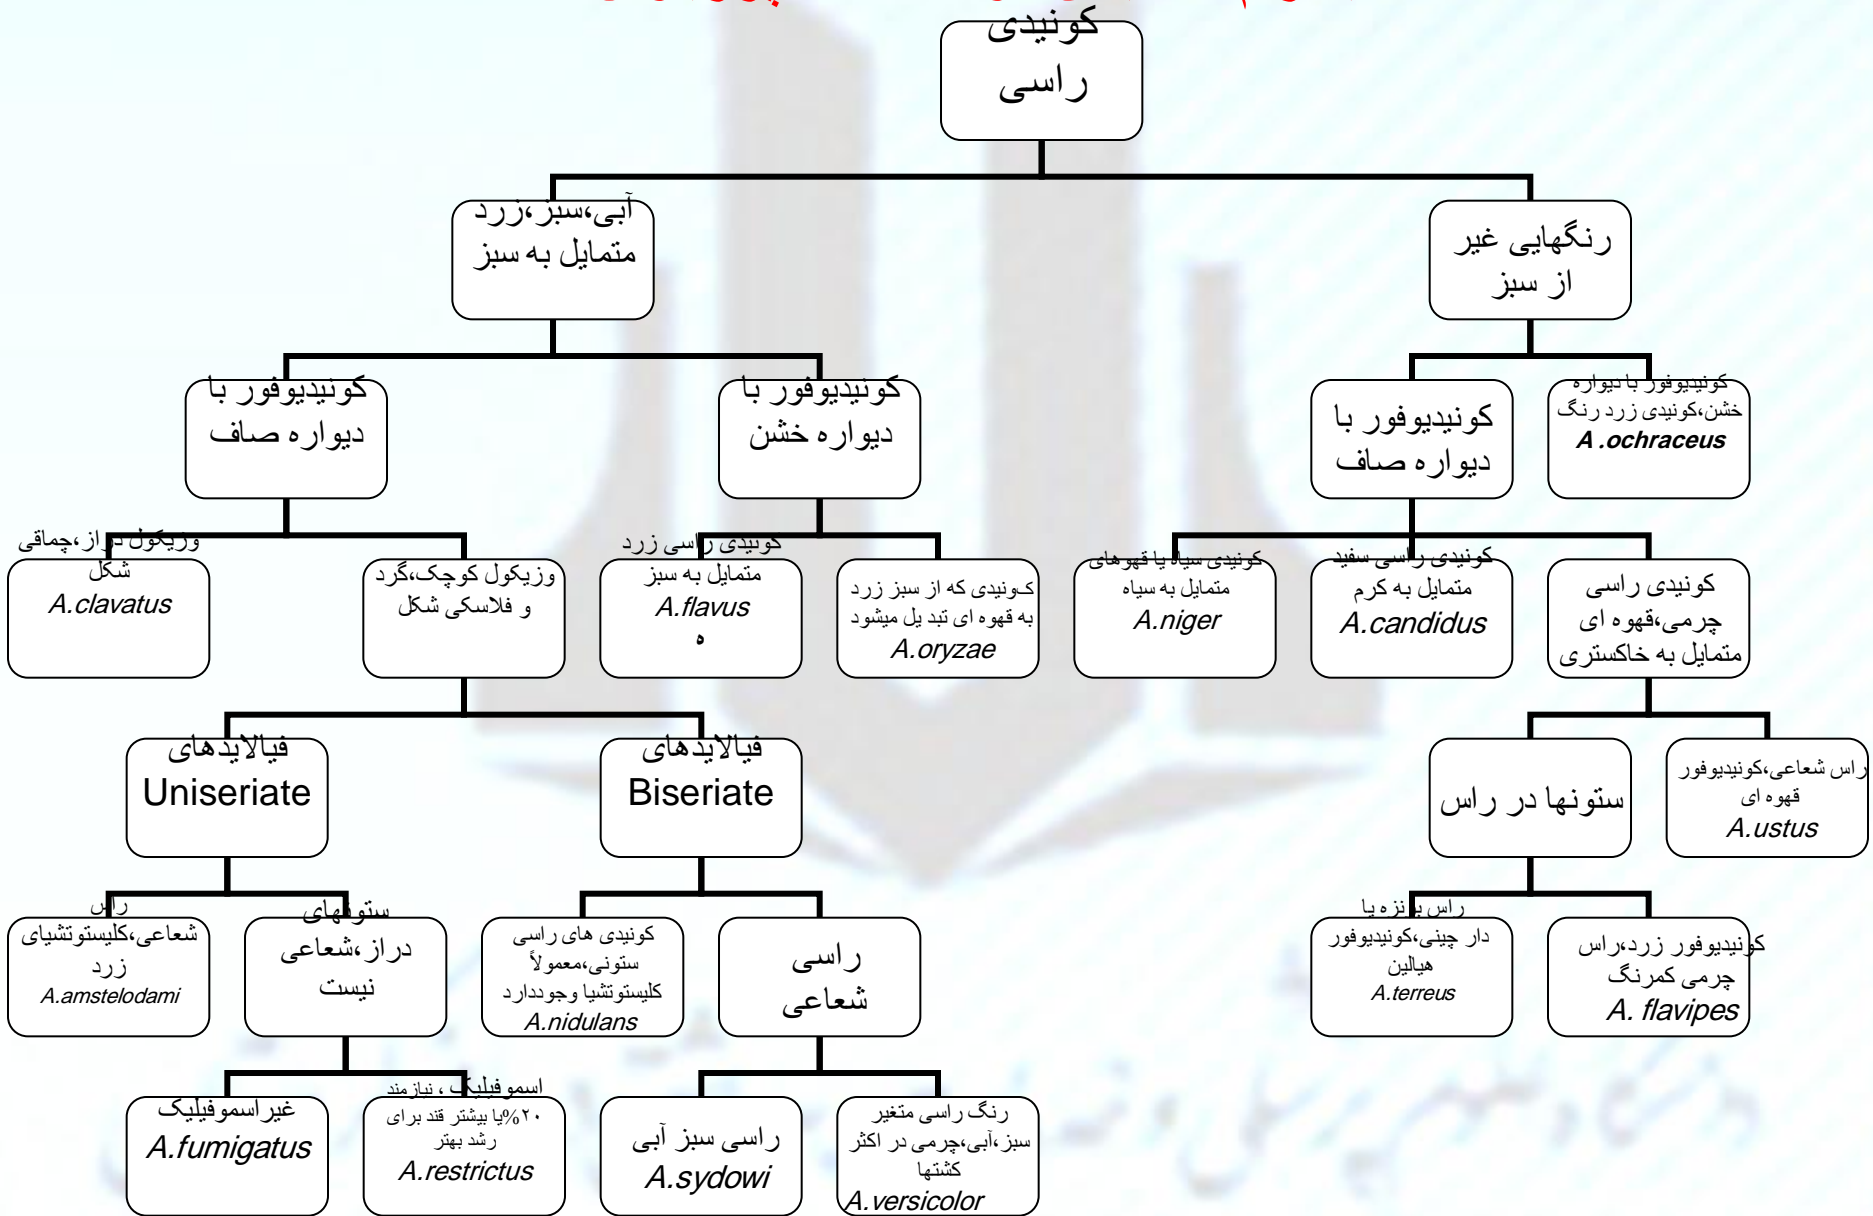 کونیدی
راسی
آبی،سبز،زرد
متمایل به سبز
رنگهایی غیر
از سبز
کونیدیوفور با
دیواره صاف
کونیدیوفور با
دیواره خشن
کونیدیوفور با
دیواره صاف
کونیدیوفور با دیواره
خشن،کونیدی زرد رنگ
A .ochraceus
وزیکول دراز،چماقی
شکل
A.clavatus
وزیکول کوچک،گرد
و فلاسکی شکل
کونیدی راسی زرد
متمایل به سبز
A.flavus
ه
کونیدی که از سبز زرد
به قهوه ای تبد یل میشود
A.oryzae
کونیدی سیاه یا قهوهای
متمایل به سیاه
A.niger
کونیدی راسی سفید
متمایل به کرم
A.candidus
کونیدی راسی
چرمی،قهوه ای
متمایل به خاکستری
فیالایدهای
Uniseriate
فیالایدهای
Biseriate
ستونها در راس
راس شعاعی،کونیدیوفور
قهوه ای
A.ustus
راس
شعاعی،کلیستوتشیای
زرد
A.amstelodami
ستونهای
دراز،شعاعی
نیست
کونیدی های راسی
ستونی،معمولاً
کلیستوتشیا وجوددارد
A.nidulans
راسی
شعاعی
راس برنزه یا
دار چینی،کونیدیوفور
هیالین
A.terreus
کونیدیوفور زرد،راس
چرمی کمرنگ
A. flavipes
غیراسموفیلیک
A.fumigatus
اسموفیلیک ، نیازمند
۲۰%یا بیشتر قند برای
رشد بهتر
A.restrictus
راسی سبز آبی
A.sydowi
رنگ راسی متغیر
سبز،آبی،چرمی در اکثر
کشتها
A.versicolor